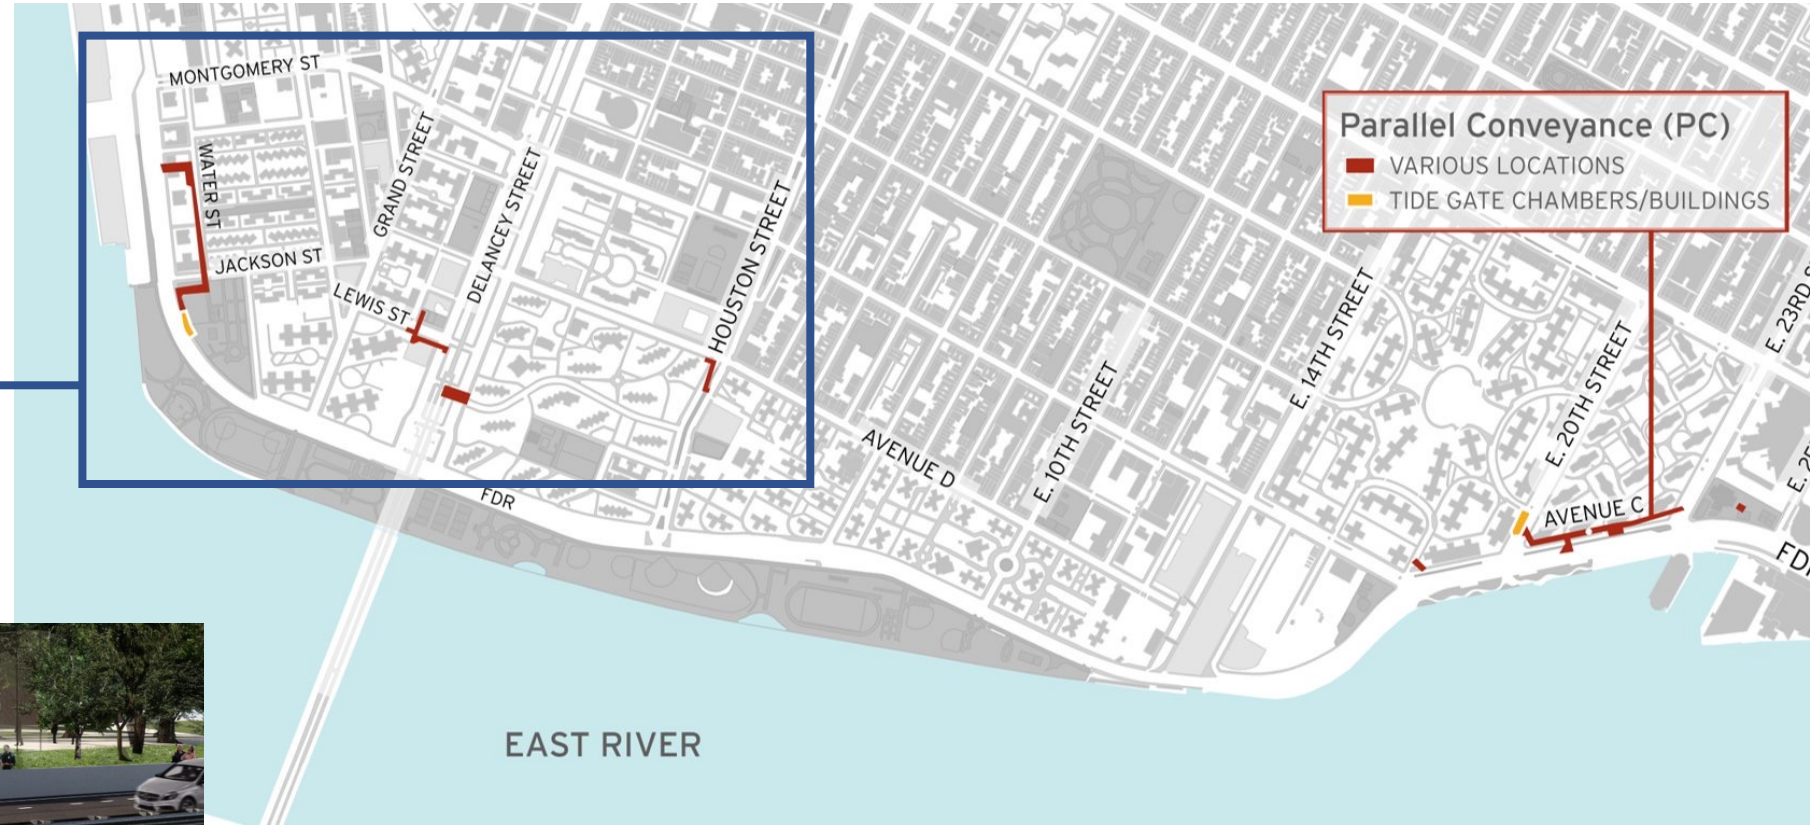 MONTGOMERY ST
WATER ST
JACKSON ST
GRAND STREET
LEWIS ST
DELANCEY STREET
HOUSTON STREET
FDR
AVENUE D
E. 10TH STREET
E. 14TH STREET
E. 20TH STREET
AVENUE C
E. 23RD
Parallel Conveyance (PC)
VARIOUS LOCATIONS
TIDE GATE CHAMBERS/BUILDINGS
EAST RIVER